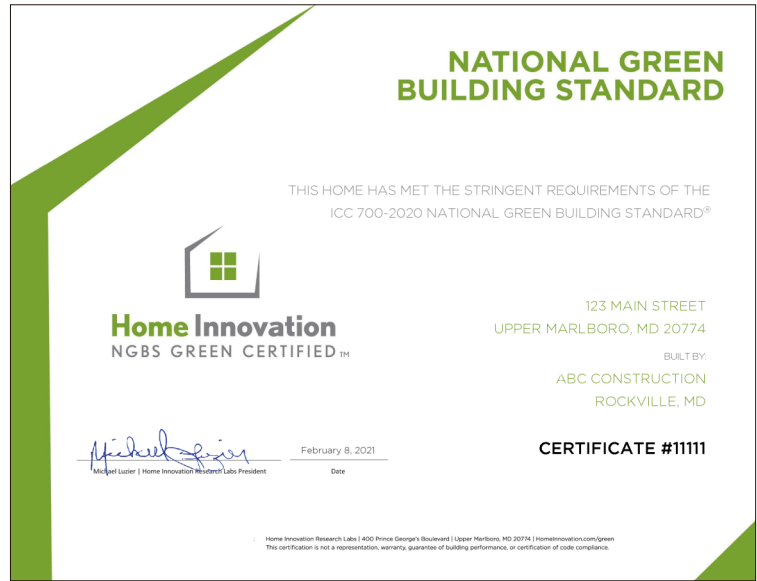 NATIONAL GREEN
BUILDING STANDARD
THIS HOME HAS MET THE STRINGENT REQUIREMENTS OF THE
ICC 700-2020 NATIONAL GREEN BUILDING STANDARD®
Home Innovation
NGBS GREEN CERTIFIED TM
123 MAIN STREET
UPPER MARLBORO, MD 20774
BUILT BY:
ABC CONSTRUCTION
ROCKVILLE, MD
CERTIFICATE #11111
Michael Luzier
February 8, 2021
Michael Luzier | Home Innovation Research Labs President
Date
Home Innovation Research Labs | 400 Prince George's Boulevard | Upper Marlboro, MD 20774 | HomeInnovation.com/green
This certification is not a representation, warranty, guarantee of building performance, or certification of code compliance.